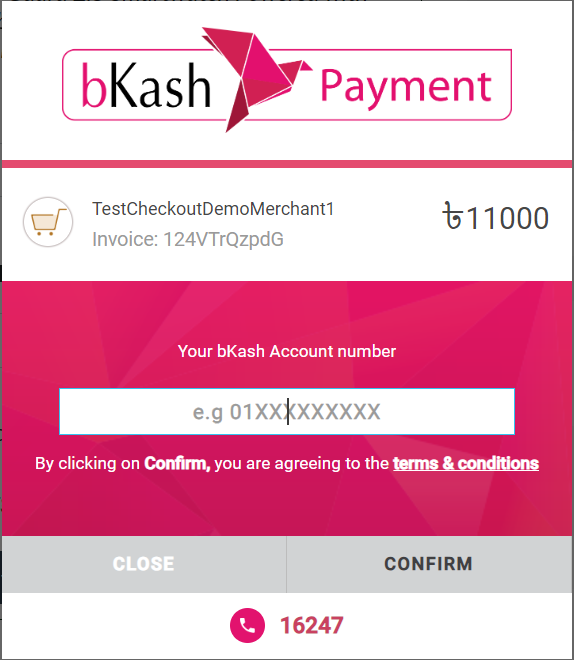 bKash Payment
TestCheckoutDemoMerchant1
৳11000
Invoice: 124VTrQzpdG
Your bKash Account number
e.g 01XXXXXXXXX
By clicking on Confirm, you are agreeing to the terms & conditions
CLOSE CONFIRM
16247